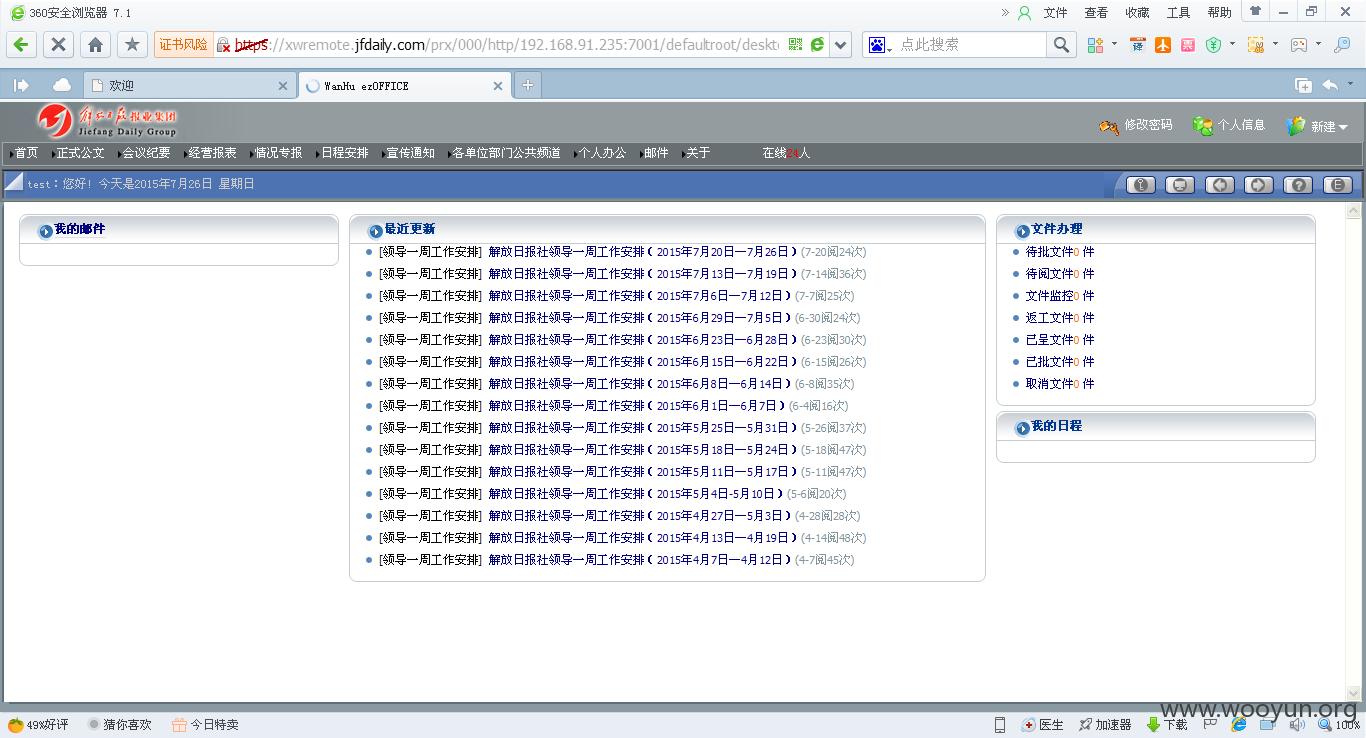 360安全浏览器 7.1
» 文件 查看 收藏 工具 帮助
证书风险 https://xwremote.jfdaily.com/prx/000/http/192.168.91.235:7001/defaultroot/deskt 点此搜索 译
欢迎 WanHu ezOFFICE
解放日报报业集团
Jiefang Daily Group
修改密码 个人信息 新建
首页 正式公文 会议纪要 经营报表 情况专报 日程安排 宣传通知 各单位部门公共频道 个人办公 邮件 关于 在线24人
test：您好！今天是2015年7月26日 星期日
我的邮件
最近更新
[领导一周工作安排] 解放日报社领导一周工作安排（2015年7月20日—7月26日）(7-20阅24次)
[领导一周工作安排] 解放日报社领导一周工作安排（2015年7月13日—7月19日）(7-14阅36次)
[领导一周工作安排] 解放日报社领导一周工作安排（2015年7月6日—7月12日）(7-7阅25次)
[领导一周工作安排] 解放日报社领导一周工作安排（2015年6月29日—7月5日）(6-30阅24次)
[领导一周工作安排] 解放日报社领导一周工作安排（2015年6月23日—6月28日）(6-23阅30次)
[领导一周工作安排] 解放日报社领导一周工作安排（2015年6月15日—6月22日）(6-15阅26次)
[领导一周工作安排] 解放日报社领导一周工作安排（2015年6月8日—6月14日）(6-8阅35次)
[领导一周工作安排] 解放日报社领导一周工作安排（2015年6月1日—6月7日）(6-4阅16次)
[领导一周工作安排] 解放日报社领导一周工作安排（2015年5月25日—5月31日）(5-26阅37次)
[领导一周工作安排] 解放日报社领导一周工作安排（2015年5月18日—5月24日）(5-18阅47次)
[领导一周工作安排] 解放日报社领导一周工作安排（2015年5月11日—5月17日）(5-11阅47次)
[领导一周工作安排] 解放日报社领导一周工作安排（2015年5月4日-5月10日）(5-6阅20次)
[领导一周工作安排] 解放日报社领导一周工作安排（2015年4月27日—5月3日）(4-28阅28次)
[领导一周工作安排] 解放日报社领导一周工作安排（2015年4月13日—4月19日）(4-14阅48次)
[领导一周工作安排] 解放日报社领导一周工作安排（2015年4月7日—4月12日）(4-7阅45次)
文件办理
待批文件0 件
待阅文件0 件
文件监控0 件
返工文件0 件
已呈文件0 件
已批文件0 件
取消文件0 件
我的日程
www.wooyun.org
49%好评 猜你喜欢 今日特卖 医生 加速器 下载 100%